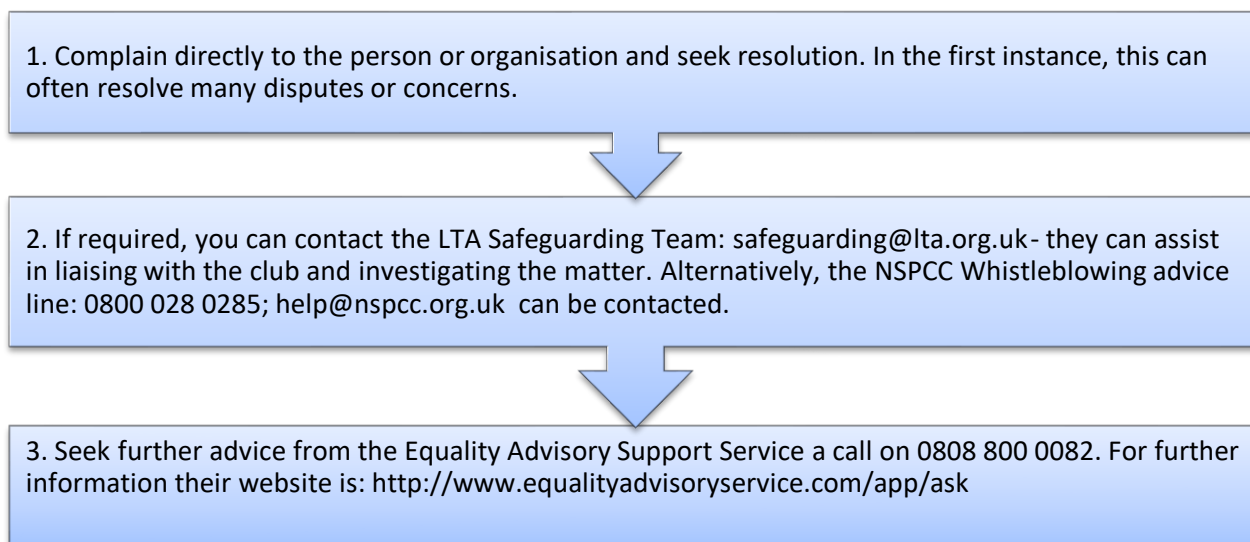 1. Complain directly to the person or organisation and seek resolution. In the first instance, this can
often resolve many disputes or concerns.
2. If required, you can contact the LTA Safeguarding Team: safeguarding@lta.org.uk- they can assist
in liaising with the club and investigating the matter. Alternatively, the NSPCC Whistleblowing advice
line: 0800 028 0285; help@nspcc.org.uk can be contacted.
3. Seek further advice from the Equality Advisory Support Service a call on 0808 800 0082. For further
information their website is: http://www.equalityadvisoryservice.com/app/ask